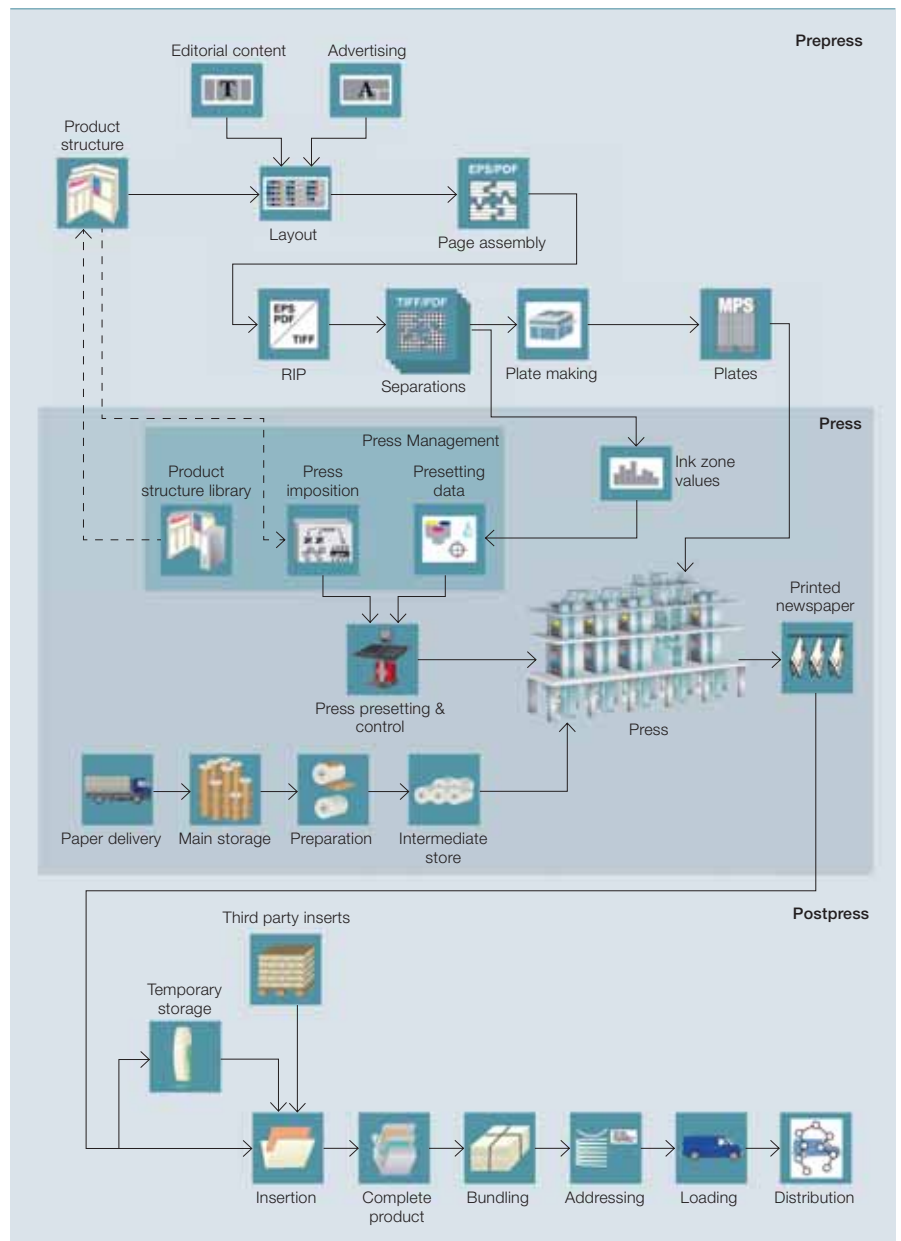 Prepress
Editorial content
Advertising
T
A
Product
structure
Layout
EPS/PDF
Page assembly
EPS
PDF
TIFF
RIP
TIFF/PDF
Separations
Plate making
MPS
Plates
Press
Press Management
Product
structure library
Press
imposition
Presetting
data
Ink zone
values
Printed
newspaper
Press presetting &
control
Press
Paper delivery
Main storage
Preparation
Intermediate
store
Postpress
Third party inserts
Temporary
storage
Insertion
Complete
product
Bundling
Addressing
Loading
Distribution